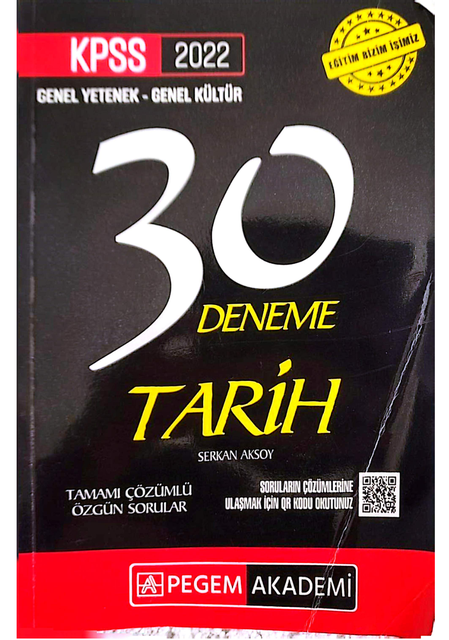 KPSS 2022
EĞİTİM BİZİM İŞİMİZ
GENEL YETENEK - GENEL KÜLTÜR
30
DENEME
TARİH
SERKAN AKSOY
TAMAMI ÇÖZÜMLÜ
ÖZGÜN SORULAR
SORULARIN ÇÖZÜMLERİNE
ULAŞMAK İÇİN QR KODU OKUTUNUZ
PEGEM AKADEMİ